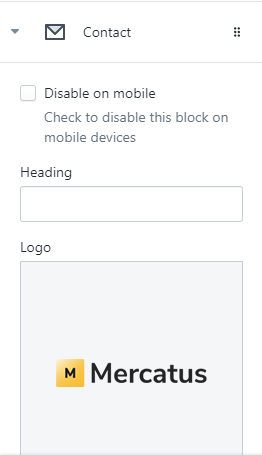 Contact
Disable on mobile
Check to disable this block on
mobile devices
Heading
Logo
M Mercatus